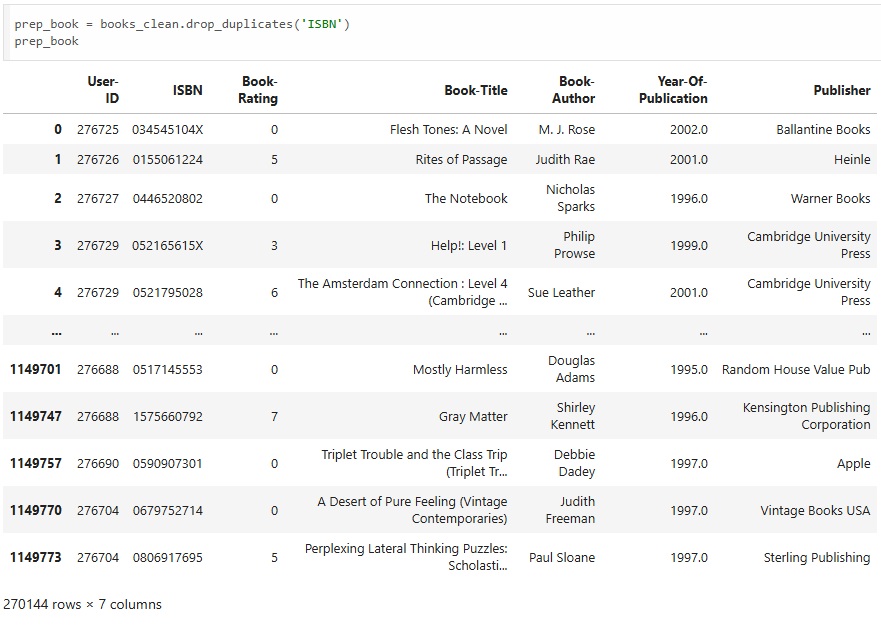 prep_book = books_clean.drop_duplicates('ISBN')
prep_book
User-ID ISBN Book-Rating Book-Title Book-Author Year-Of-Publication Publisher
0 276725 034545104X 0 Flesh Tones: A Novel M. J. Rose 2002.0 Ballantine Books
1 276726 0155061224 5 Rites of Passage Judith Rae 2001.0 Heinle
2 276727 0446520802 0 The Notebook Nicholas Sparks 1996.0 Warner Books
3 276729 052165615X 3 Help!: Level 1 Philip Prowse 1999.0 Cambridge University Press
4 276729 0521795028 6 The Amsterdam Connection : Level 4 (Cambridge ... Sue Leather 2001.0 Cambridge University Press
... ... ... ... ... ... ... ...
1149701 276688 0517145553 0 Mostly Harmless Douglas Adams 1995.0 Random House Value Pub
1149747 276688 1575660792 7 Gray Matter Shirley Kennett 1996.0 Kensington Publishing Corporation
1149757 276690 0590907301 0 Triplet Trouble and the Class Trip (Triplet Tr... Debbie Dadey 1997.0 Apple
1149770 276704 0679752714 0 A Desert of Pure Feeling (Vintage Contemporaries) Judith Freeman 1997.0 Vintage Books USA
1149773 276704 0806917695 5 Perplexing Lateral Thinking Puzzles: Scholasti... Paul Sloane 1997.0 Sterling Publishing
270144 rows × 7 columns